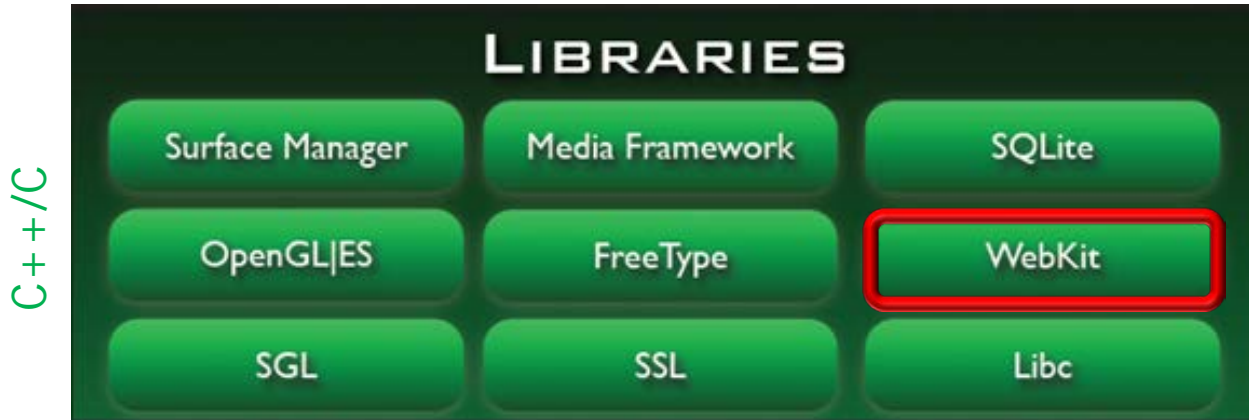 LIBRARIES
Surface Manager
Media Framework
SQLite
C++/C
OpenGL|ES
FreeType
WebKit
SGL
SSL
Libc